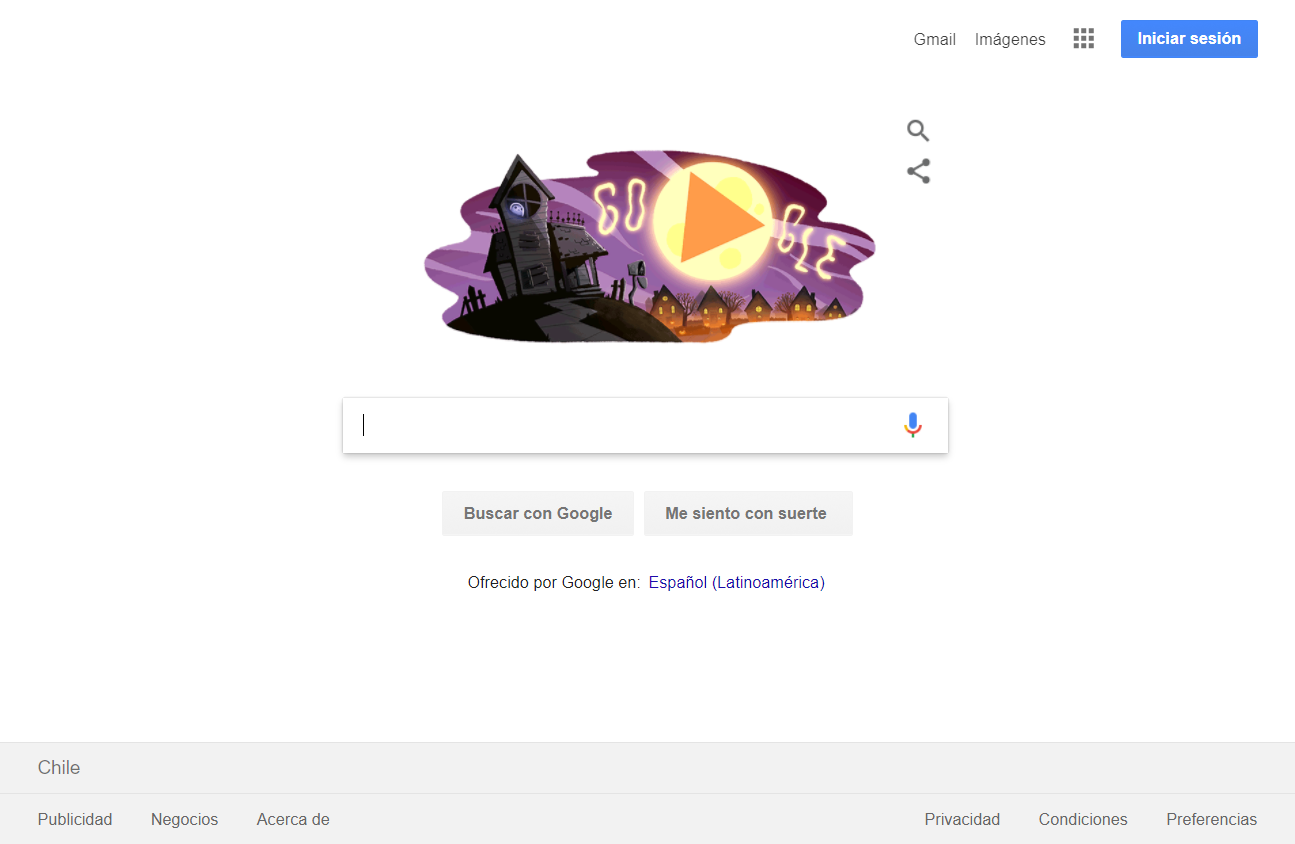 Gmail Imágenes Iniciar sesión
GOOGLE
Buscar con Google Me siento con suerte
Ofrecido por Google en: Español (Latinoamérica)
Chile
Publicidad Negocios Acerca de Privacidad Condiciones Preferencias